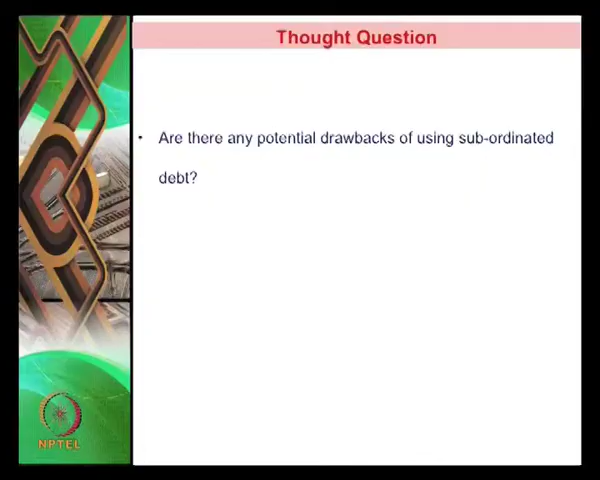 Thought Question
• Are there any potential drawbacks of using sub-ordinated
debt?
NPTEL